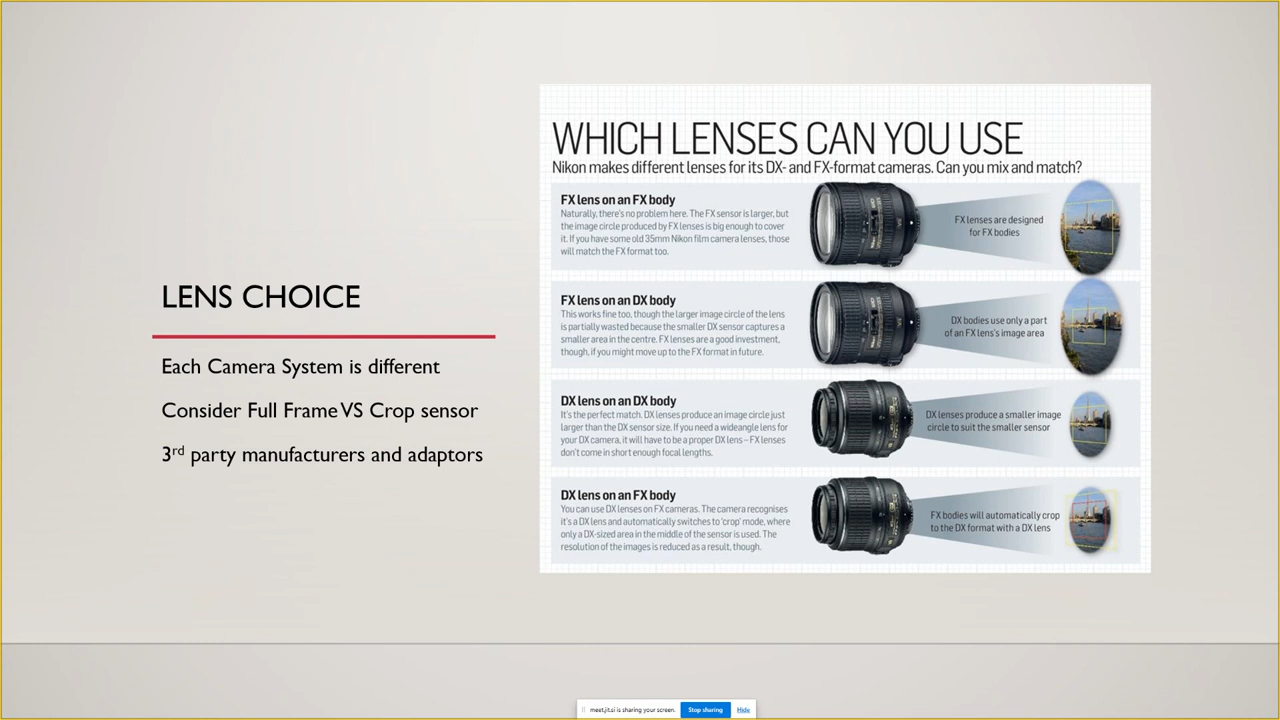 LENS CHOICE
Each Camera System is different
Consider Full Frame VS Crop sensor
3rd party manufacturers and adaptors
WHICH LENSES CAN YOU USE
Nikon makes different lenses for its DX- and FX-format cameras. Can you mix and match?
FX lens on an FX body
Naturally, there's no problem here. The FX sensor is larger, but
the image circle produced by FX lenses is big enough to cover
it. If you have some old 35mm Nikon film camera lenses, those
will match the FX format too.
FX lenses are designed
for FX bodies
FX lens on an DX body
This works fine too, though the larger image circle of the lens
is partially wasted because the smaller DX sensor captures a
smaller area in the centre. FX lenses are a good investment,
though, if you might move up to the FX format in future.
DX bodies use only a part
of an FX lens's image area
DX lens on an DX body
It's the perfect match. DX lenses produce an image circle just
larger than the DX sensor size. If you need a wideangle lens for
your DX camera, it will have to be a proper DX lens – FX lenses
don't come in short enough focal lengths.
DX lenses produce a smaller image
circle to suit the smaller sensor
DX lens on an FX body
You can use DX lenses on FX cameras. The camera recognises
it's a DX lens and automatically switches to 'crop' mode, where
only a DX-sized area in the middle of the sensor is used. The
resolution of the images is reduced as a result, though.
FX bodies will automatically crop
to the DX format with a DX lens
meet.jit.si is sharing your screen.
Stop sharing
Hide